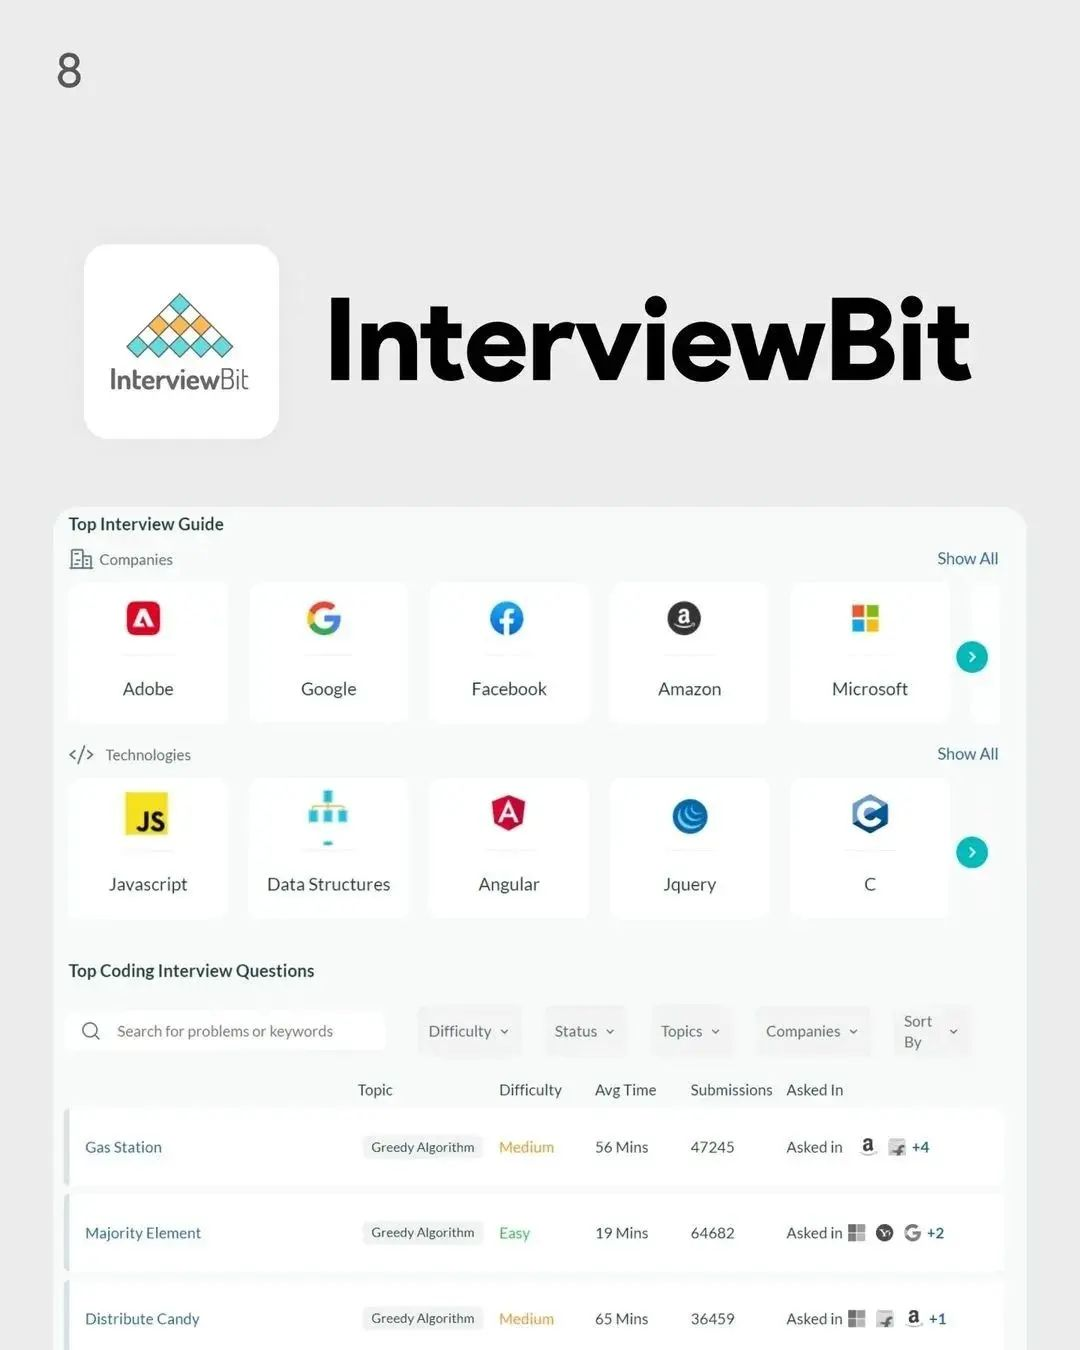 8
InterviewBit
InterviewBit
Top Interview Guide
Companies
Show All
Adobe
Google
Facebook
Amazon
Microsoft
Technologies
Show All
JS
Javascript
Data Structures
Angular
Jquery
C
Top Coding Interview Questions
Search for problems or keywords
Difficulty
Status
Topics
Companies
Sort
By
Topic Difficulty Avg Time Submissions Asked In
Gas Station Greedy Algorithm Medium 56 Mins 47245 Asked in +4
Majority Element Greedy Algorithm Easy 19 Mins 64682 Asked in +2
Distribute Candy Greedy Algorithm Medium 65 Mins 36459 Asked in +1